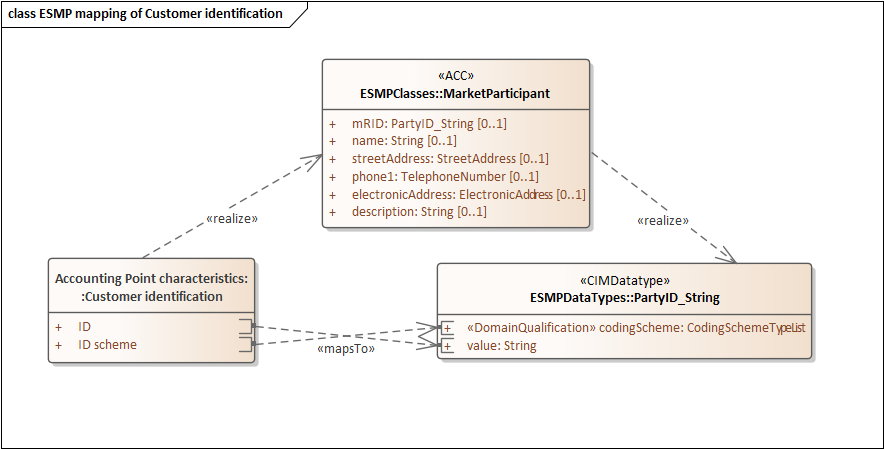 class ESMP mapping of Customer identification
«ACC»
ESMPClasses::MarketParticipant
+ mRID: PartyID_String [0..1]
+ name: String [0..1]
+ streetAddress: StreetAddress [0..1]
+ phone1: TelephoneNumber [0..1]
+ electronicAddress: ElectronicAddress [0..1]
+ description: String [0..1]
«realize»
«realize»
Accounting Point characteristics:
:Customer identification
+ ID
+ ID scheme
«mapsTo»
«CIMDatatype»
ESMPDataTypes::PartyID_String
+ «DomainQualification» codingScheme: CodingSchemeTypeList
+ value: String